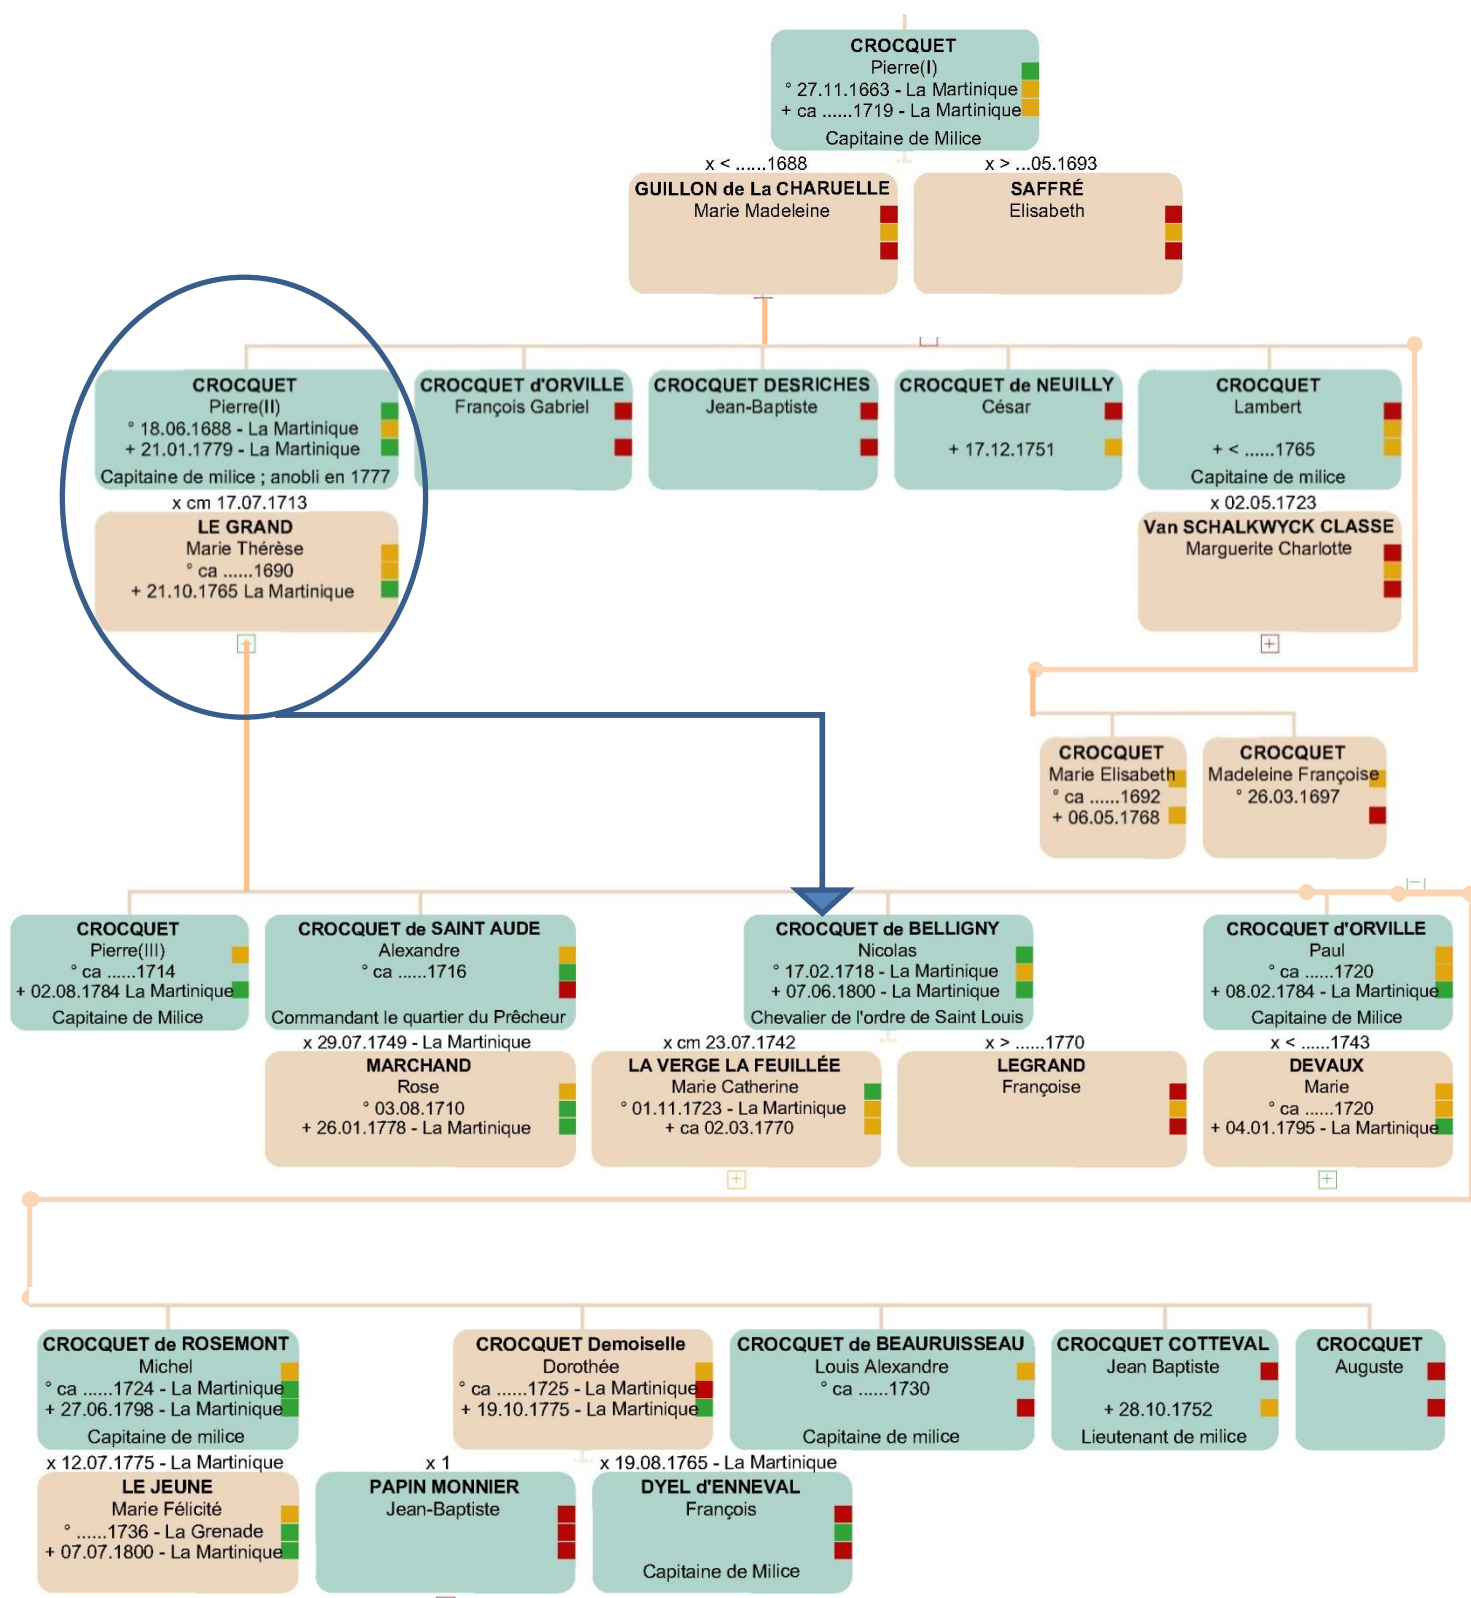 CROCQUET
Pierre(I)
° 27.11.1663 - La Martinique
+ ca ......1719 - La Martinique
Capitaine de Milice
x < ......1688
GUILLON de La CHARUELLE
Marie Madeleine
x > ...05.1693
SAFFRÉ
Elisabeth
CROCQUET
Pierre(II)
° 18.06.1688 - La Martinique
+ 21.01.1779 - La Martinique
Capitaine de milice ; anobli en 1777
x cm 17.07.1713
LE GRAND
Marie Thérèse
° ca ......1690
+ 21.10.1765 La Martinique
CROCQUET d'ORVILLE
François Gabriel
CROCQUET DESRICHES
Jean-Baptiste
CROCQUET de NEUILLY
César
+ 17.12.1751
CROCQUET
Lambert
+ < ......1765
Capitaine de milice
x 02.05.1723
Van SCHALKWYCK CLASSE
Marguerite Charlotte
CROCQUET
Marie Elisabeth
° ca ......1692
+ 06.05.1768
CROCQUET
Madeleine Françoise
° 26.03.1697
CROCQUET
Pierre(III)
° ca ......1714
+ 02.08.1784 La Martinique
Capitaine de Milice
CROCQUET de SAINT AUDE
Alexandre
° ca ......1716
Commandant le quartier du Prêcheur
x 29.07.1749 - La Martinique
MARCHAND
Rose
° 03.08.1710
+ 26.01.1778 - La Martinique
CROCQUET de BELLIGNY
Nicolas
° 17.02.1718 - La Martinique
+ 07.06.1800 - La Martinique
Chevalier de l'ordre de Saint Louis
x cm 23.07.1742
LA VERGE LA FEUILLÉE
Marie Catherine
° 01.11.1723 - La Martinique
+ ca 02.03.1770
x > ......1770
LEGRAND
Françoise
CROCQUET d'ORVILLE
Paul
° ca ......1720
+ 08.02.1784 - La Martinique
Capitaine de Milice
x < ......1743
DEVAUX
Marie
° ca ......1720
+ 04.01.1795 - La Martinique
CROCQUET de ROSEMONT
Michel
° ca ......1724 - La Martinique
+ 27.06.1798 - La Martinique
Capitaine de milice
x 12.07.1775 - La Martinique
LE JEUNE
Marie Félicité
° ......1736 - La Grenade
+ 07.07.1800 - La Martinique
CROCQUET Demoiselle
Dorothée
° ca ......1725 - La Martinique
+ 19.10.1775 - La Martinique
x 1
PAPIN MONNIER
Jean-Baptiste
x 19.08.1765 - La Martinique
DYEL d'ENNEVAL
François
Capitaine de Milice
CROCQUET de BEAURUISSEAU
Louis Alexandre
° ca ......1730
Capitaine de milice
CROCQUET COTTEVAL
Jean Baptiste
+ 28.10.1752
Lieutenant de milice
CROCQUET
Auguste